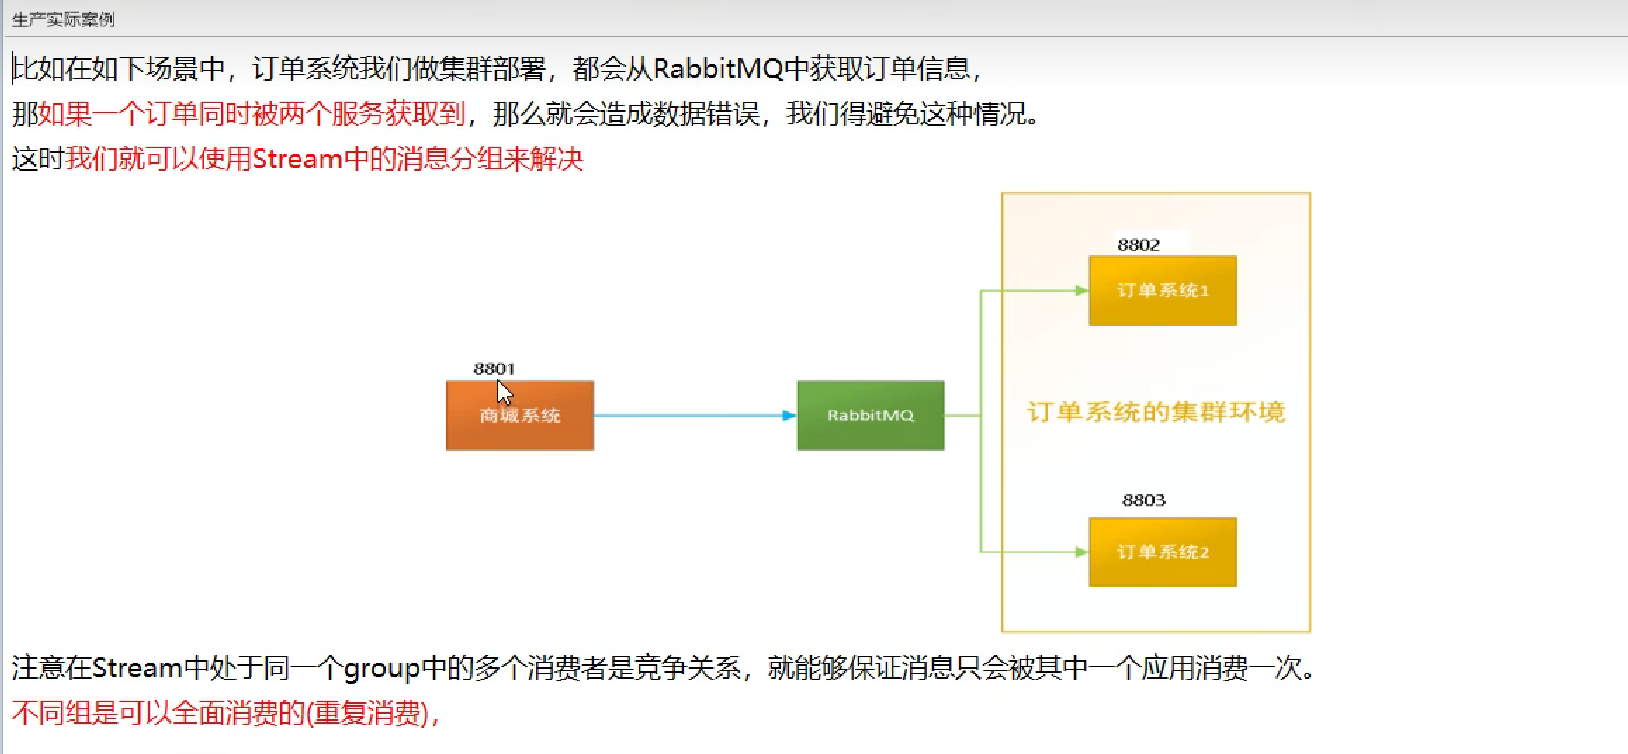 生产实际案例
比如在如下场景中，订单系统我们做集群部署，都会从RabbitMQ中获取订单信息，
那如果一个订单同时被两个服务获取到，那么就会造成数据错误，我们得避免这种情况。
这时我们就可以使用Stream中的消息分组来解决
8802
订单系统1
8801
商城系统
RabbitMQ
订单系统的集群环境
8803
订单系统2
注意在Stream中处于同一个group中的多个消费者是竞争关系，就能够保证消息只会被其中一个应用消费一次。
不同组是可以全面消费的(重复消费)，